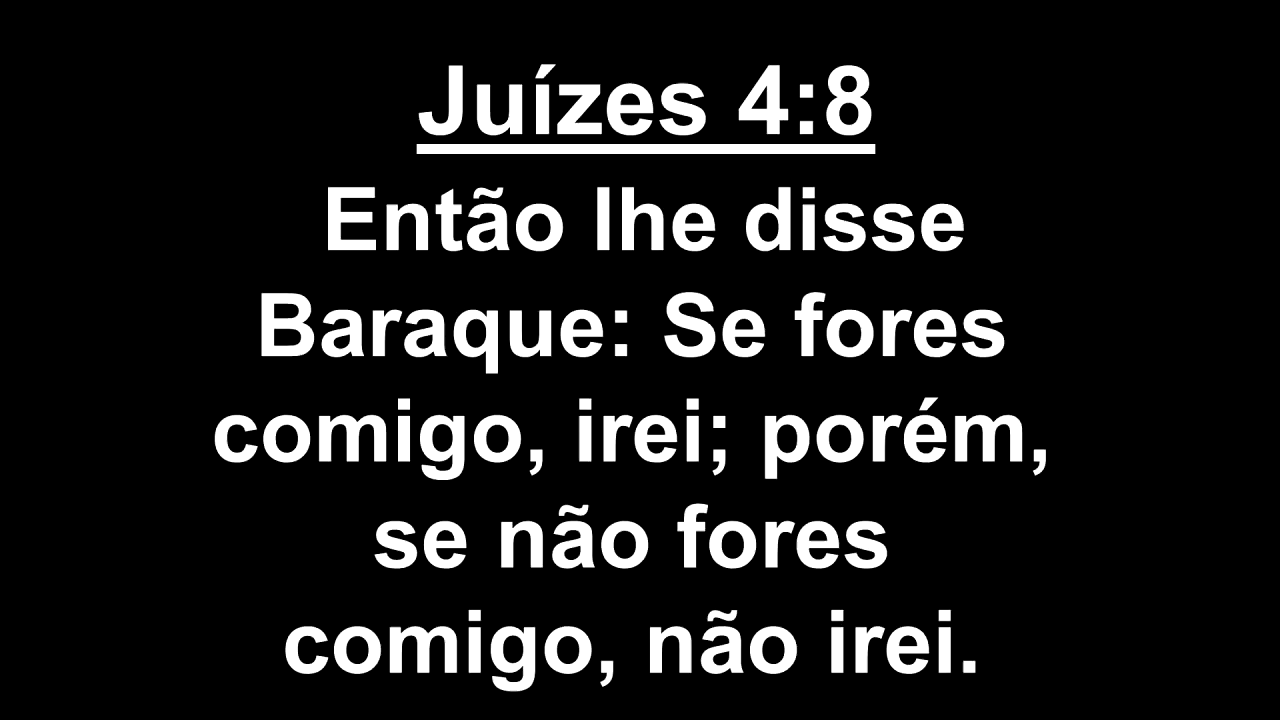 Juízes 4:8
Então lhe disse
Baraque: Se fores
comigo, irei; porém,
se não fores
comigo, não irei.